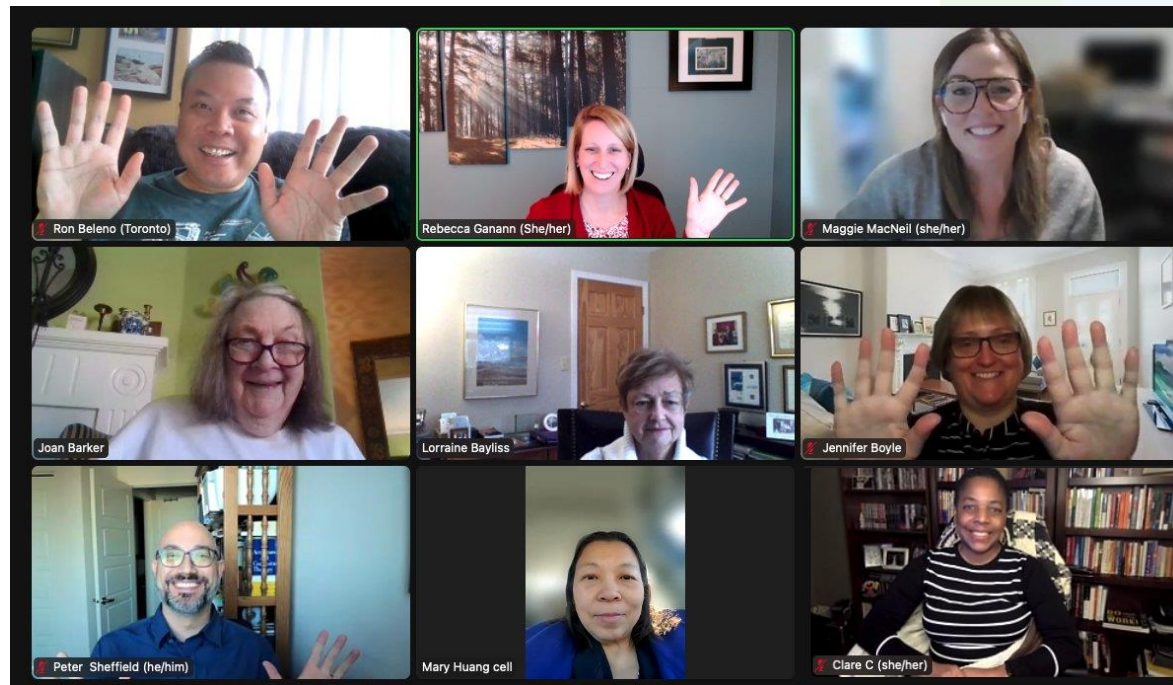 Ron Beleno (Toronto)
Rebecca Ganann (She/her)
Maggie MacNeil (she/her)
Joan Barker
Lorraine Bayliss
Jennifer Boyle
Peter Sheffield (he/him)
Mary Huang cell
Clare C (she/her)